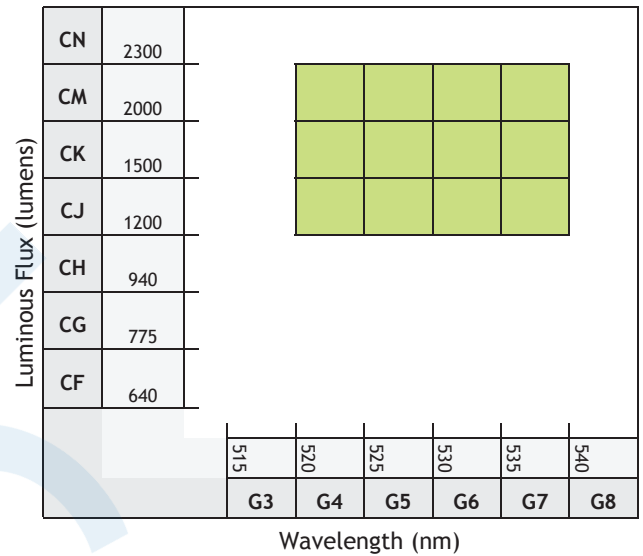 Luminous Flux (lumens)
CN 2300
CM 2000
CK 1500
CJ 1200
CH 940
CG 775
CF 640
515 520 525 530 535 540
G3 G4 G5 G6 G7 G8
Wavelength (nm)